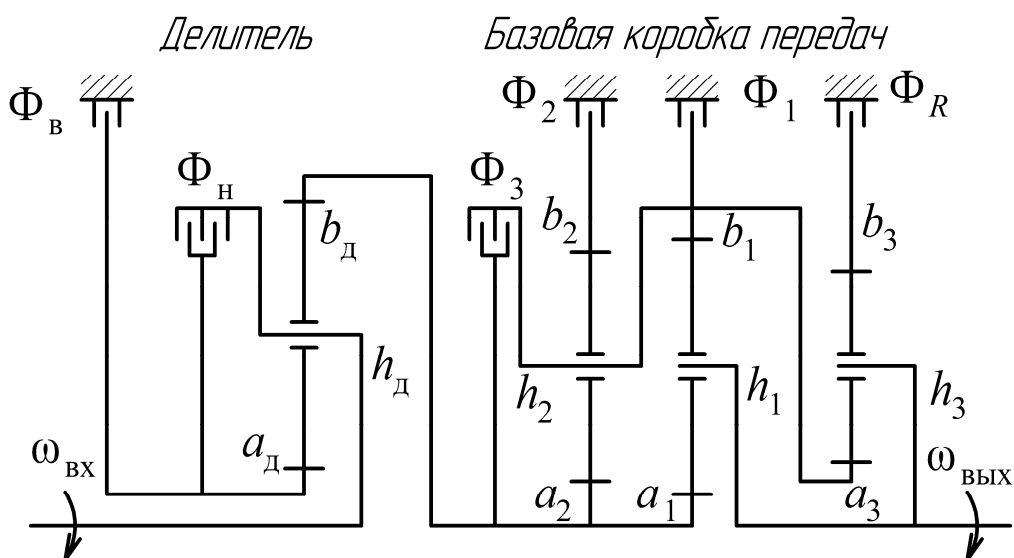 Делитель
Базовая коробка передач
Φв
Φ2
Φ1
ΦR
Φн
Φ3
bд
b2
b1
b3
hд
h2
h1
h3
ωвх
aд
a2
a1
a3
ωвых